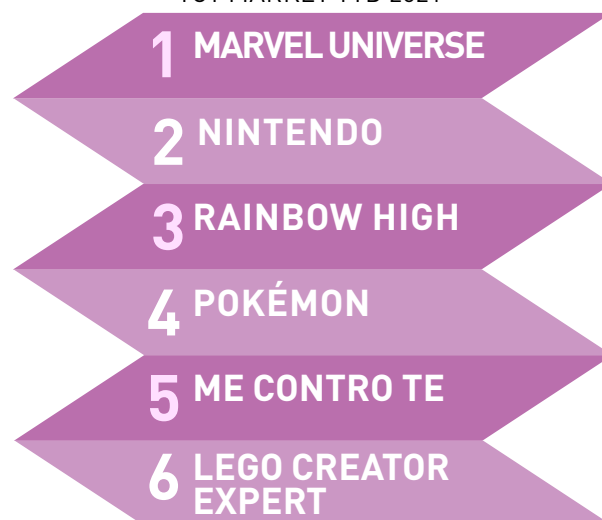 1 MARVEL UNIVERSE
2 NINTENDO
3 RAINBOW HIGH
4 POKÉMON
5 ME CONTRO TE
6 LEGO CREATOR
EXPERT